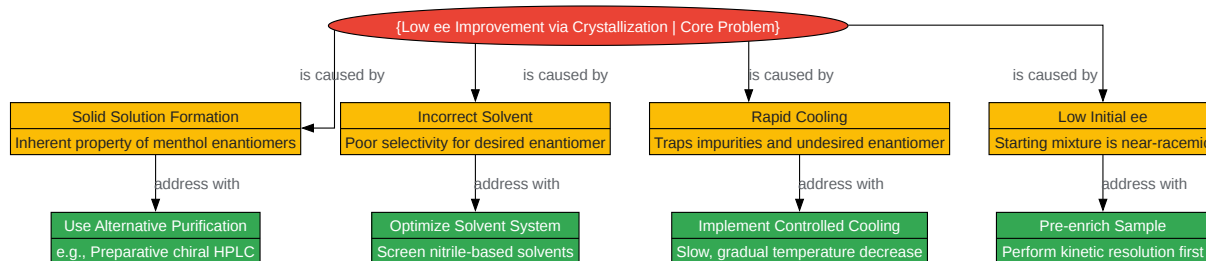 {Low ee Improvement via Crystallization | Core Problem}
is caused by
is caused by
is caused by
is caused by
Solid Solution Formation
Inherent property of menthol enantiomers
Incorrect Solvent
Poor selectivity for desired enantiomer
Rapid Cooling
Traps impurities and undesired enantiomer
Low Initial ee
Starting mixture is near-racemic
address with
address with
address with
address with
Use Alternative Purification
e.g., Preparative chiral HPLC
Optimize Solvent System
Screen nitrile-based solvents
Implement Controlled Cooling
Slow, gradual temperature decrease
Pre-enrich Sample
Perform kinetic resolution first